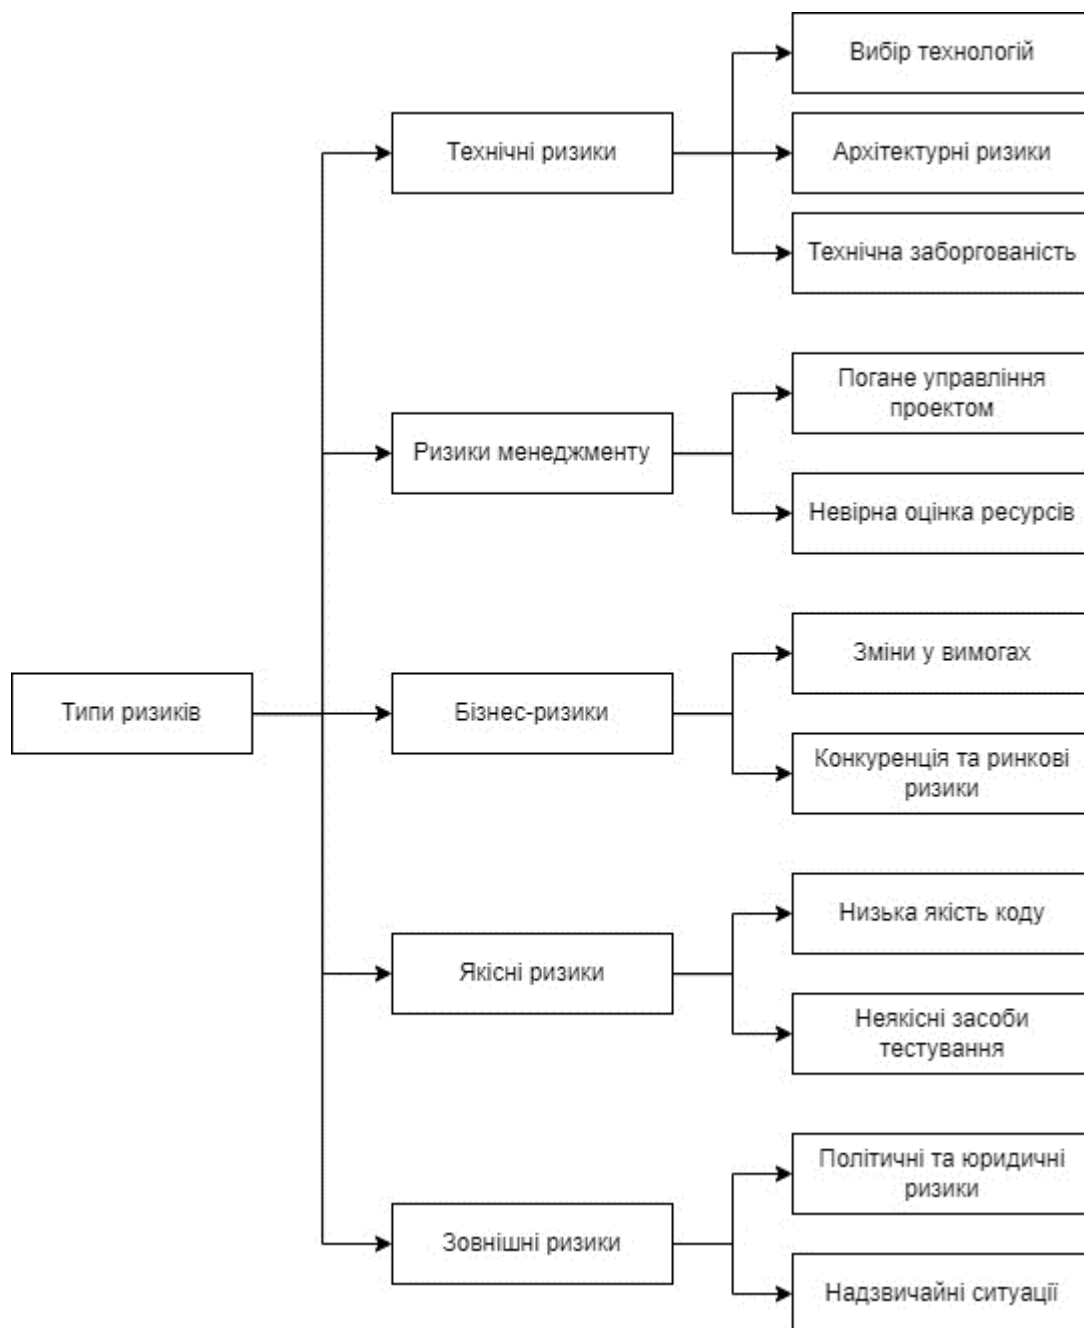 Типи ризиків
Технічні ризики
Вибір технологій
Архітектурні ризики
Технічна заборгованість
Ризики менеджменту
Погане управління
проектом
Невірна оцінка ресурсів
Бізнес-ризики
Зміни у вимогах
Конкуренція та ринкові
ризики
Якісні ризики
Низька якість коду
Неякісні засоби
тестування
Зовнішні ризики
Політичні та юридичні
ризики
Надзвичайні ситуації